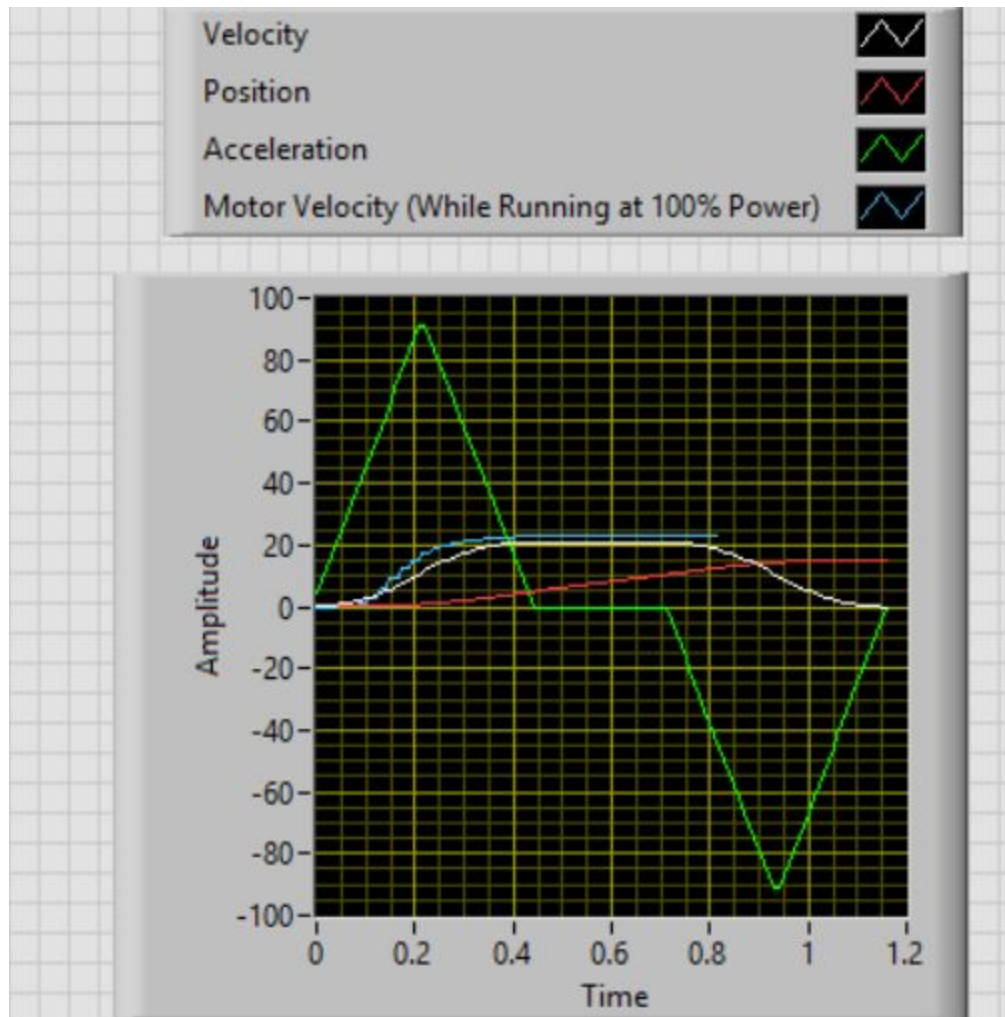 Velocity
Position
Acceleration
Motor Velocity (While Running at 100% Power)
100
80
60
40
20
0
-20
-40
-60
-80
-100
Amplitude
0 0.2 0.4 0.6 0.8 1 1.2
Time